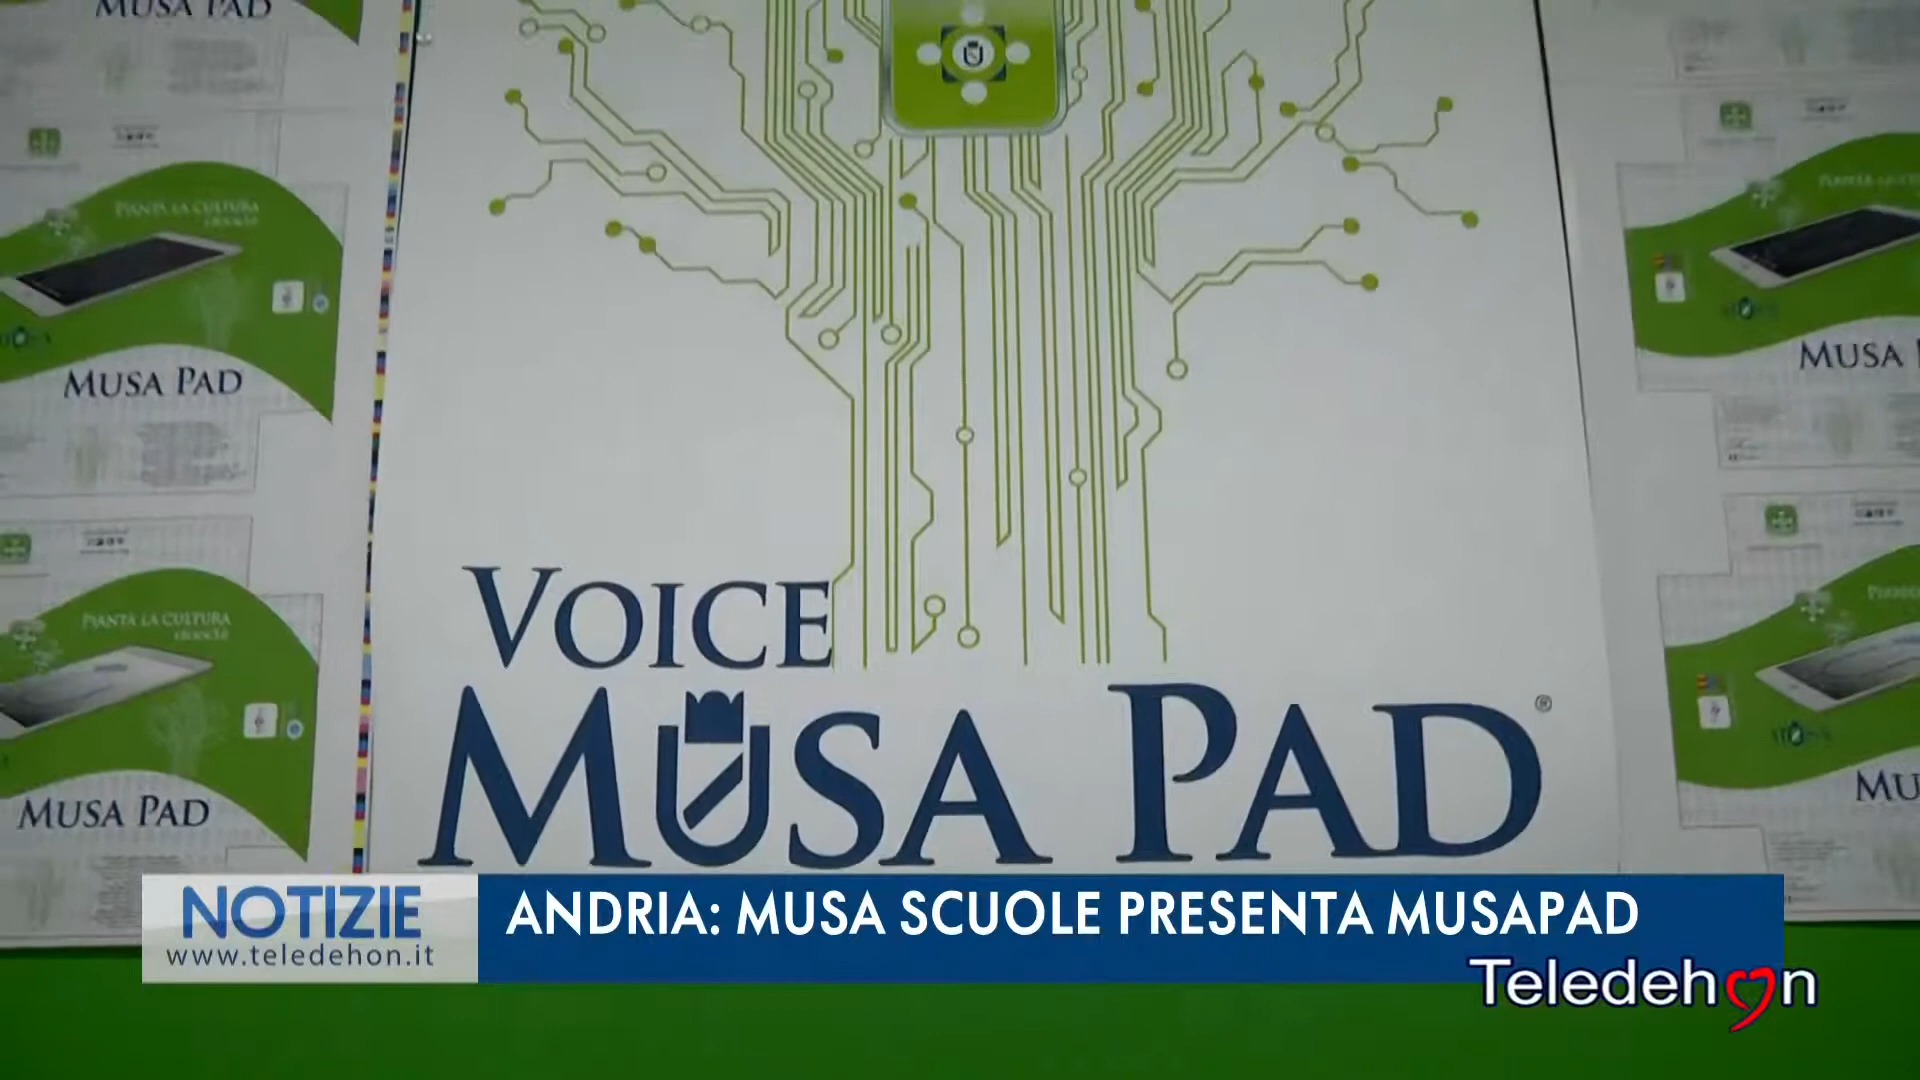 MUSA PAD
PIANTA LA CULTURA
MUSA PAD
PIANTA LA CULTURA
MUSA PAD
VOICE
MUSA PAD®
MUSA
MU
NOTIZIE
www.teledehon.it
ANDRIA: MUSA SCUOLE PRESENTA MUSAPAD
Teledehon